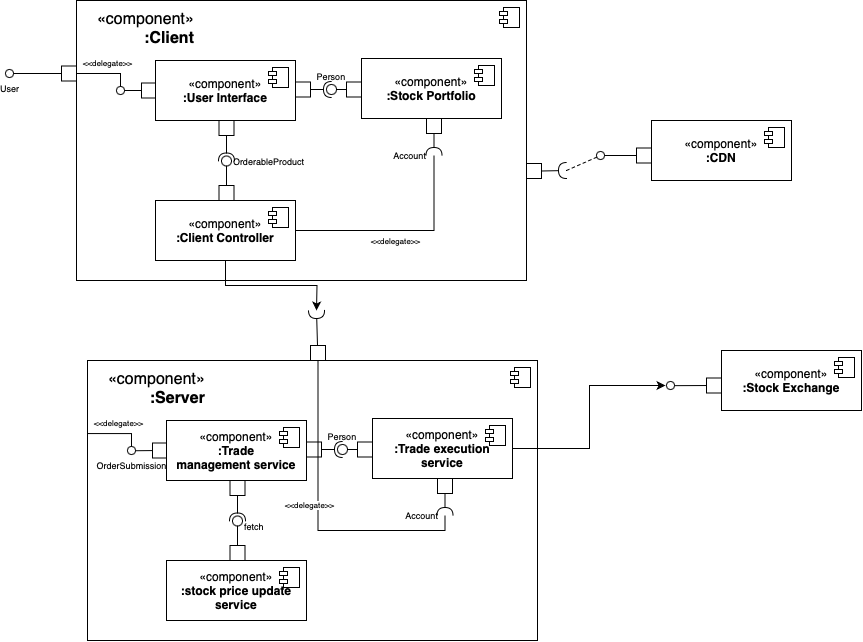 «component»
:Client
<<delegate>>
User
«component»
:User Interface
Person
«component»
:Stock Portfolio
OrderableProduct
Account
«component»
:CDN
«component»
:Client Controller
<<delegate>>
«component»
:Server
«component»
:Stock Exchange
<<delegate>>
OrderSubmission
«component»
:Trade
management service
Person
«component»
:Trade execution
service
<<delegate>>
Account
fetch
«component»
:stock price update
service